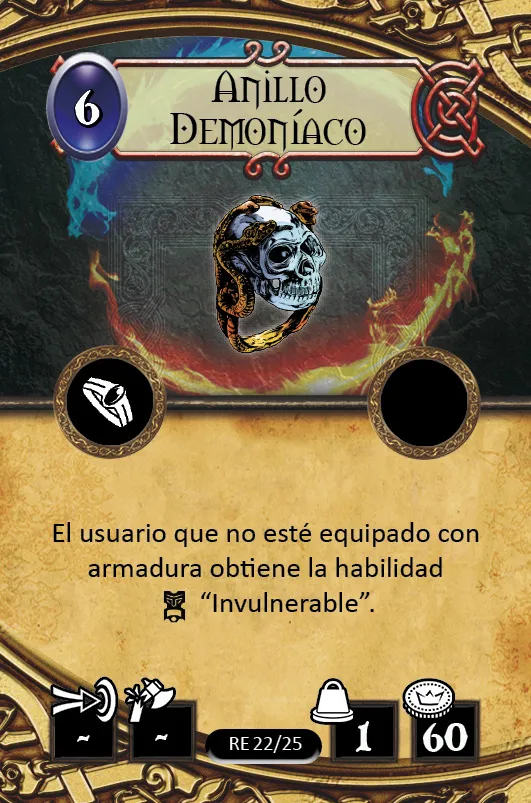 6
Anillo
Demoníaco
El usuario que no esté equipado con
armadura obtiene la habilidad
“Invulnerable”.
~ ~ RE 22/25 1 60